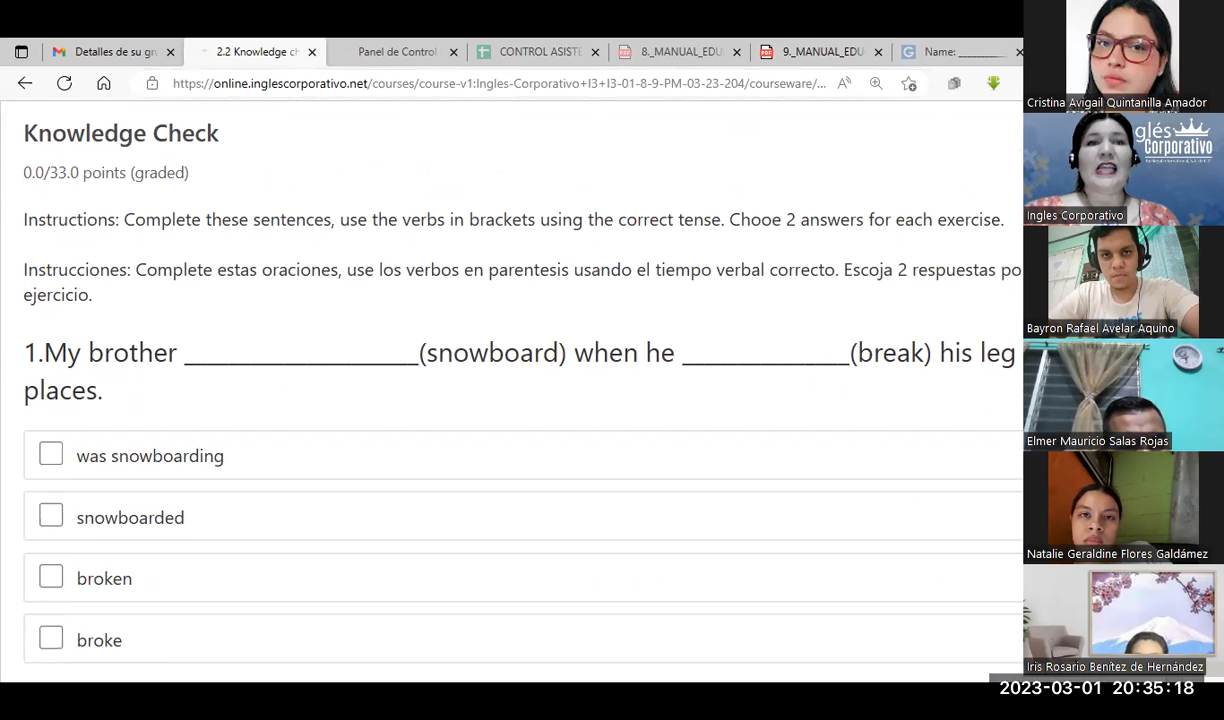 Detalles de su gr
2.2 Knowledge ch
Panel de Control
CONTROL ASISTE
8._MANUAL_EDU
9._MANUAL_EDU
Name: ________
https://online.inglescorporativo.net/courses/course-v1:Ingles-Corporativo+I3+I3-01-8-9-PM-03-23-204/courseware/...
Knowledge Check
0.0/33.0 points (graded)
Instructions: Complete these sentences, use the verbs in brackets using the correct tense. Chooe 2 answers for each exercise.
Instrucciones: Complete estas oraciones, use los verbos en parentesis usando el tiempo verbal correcto. Escoja 2 respuestas po
ejercicio.
1.My brother _________________(snowboard) when he ____________(break) his leg
places.
was snowboarding
snowboarded
broken
broke
Cristina Avigail Quintanilla Amador
glés
Corporativo
Ingles Corporativo
Bayron Rafael Avelar Aquino
Elmer Mauricio Salas Rojas
Natalie Geraldine Flores Galdámez
Iris Rosario Benítez de Hernández
2023-03-01 20:35:18